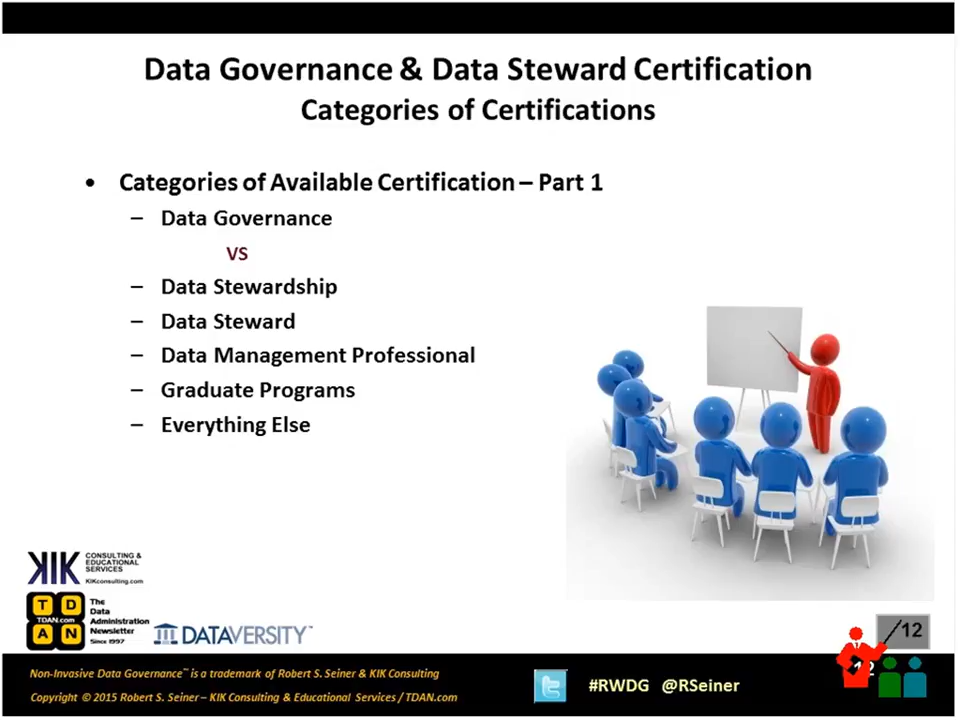 Data Governance & Data Steward Certification
Categories of Certifications
• Categories of Available Certification – Part 1
– Data Governance
VS
– Data Stewardship
– Data Steward
– Data Management Professional
– Graduate Programs
– Everything Else
KIK CONSULTING &
EDUCATIONAL
SERVICES
KIKconsulting.com
T D
TDAN.com
A N
The
Data
Administration
Newsletter
Since 1997
DATAVERSITY™
/12
12
Non-Invasive Data Governance™ is a trademark of Robert S. Seiner & KIK Consulting
Copyright © 2015 Robert S. Seiner – KIK Consulting & Educational Services / TDAN.com
#RWDG @RSeiner